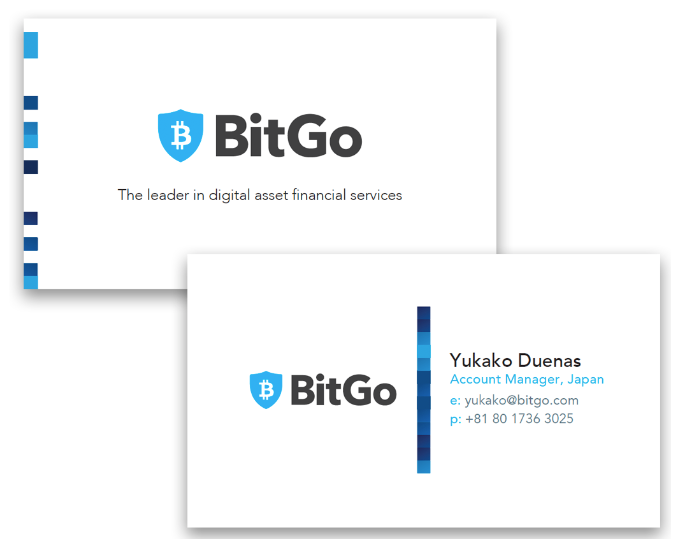 BitGo
The leader in digital asset financial services
BitGo
Yukako Duenas
Account Manager, Japan
e: yukako@bitgo.com
p: +81 80 1736 3025